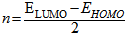 n= E_LUMO−E_HOMO / 2